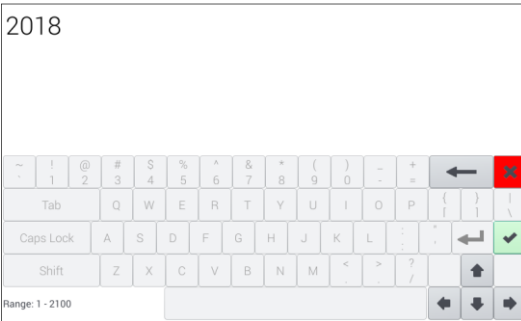 2018
~ ! @ # $ % ^ & * ( ) _ +
` 1 2 3 4 5 6 7 8 9 0 - =
Tab Q W E R T Y U I O P { } |
[ ] \
Caps Lock A S D F G H J K L : "
; '
Shift Z X C V B N M < > ?
, . /
Range: 1 - 2100